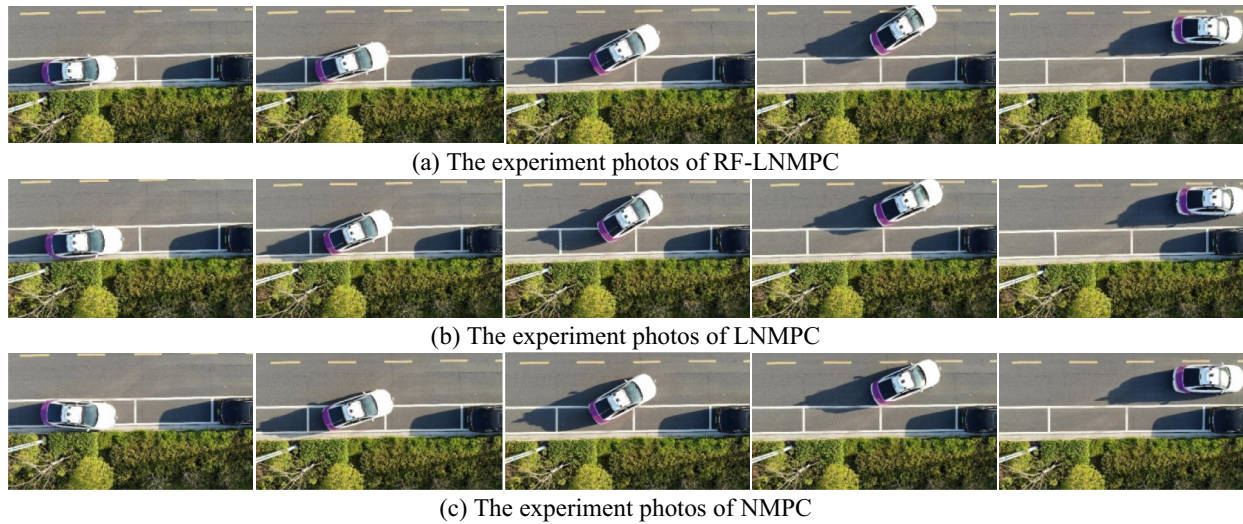 (a) The experiment photos of RF-LNMPC
(b) The experiment photos of LNMPC
(c) The experiment photos of NMPC